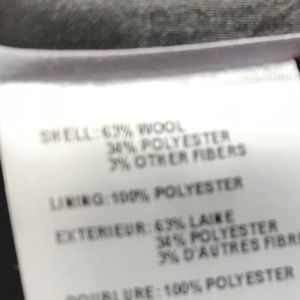 SHELL: 63% WOOL
34% POLYESTER
3% OTHER FIBERS
LINING: 100% POLYESTER
EXTERIEUR: 63% LAINE
34% POLYESTER
3% D'AUTRES FIBRE
DOUBLURE: 100% POLYESTER